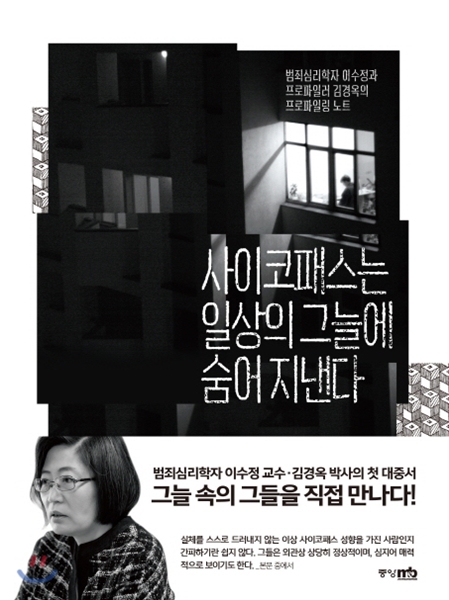 범죄심리학자 이수정과
프로파일러 김경옥의
프로파일링 노트
사이코패스는
일상의 그늘에
숨어 지낸다
범죄심리학자 이수정 교수·김경옥 박사의 첫 대중서
그늘 속의 그들을 직접 만나다!
실체를 스스로 드러내지 않는 이상 사이코패스 성향을 가진 사람인지
간파하기란 쉽지 않다. 그들은 외관상 상당히 정상적이며, 심지어 매력
적으로 보이기도 한다. _본문 중에서
중앙m&b